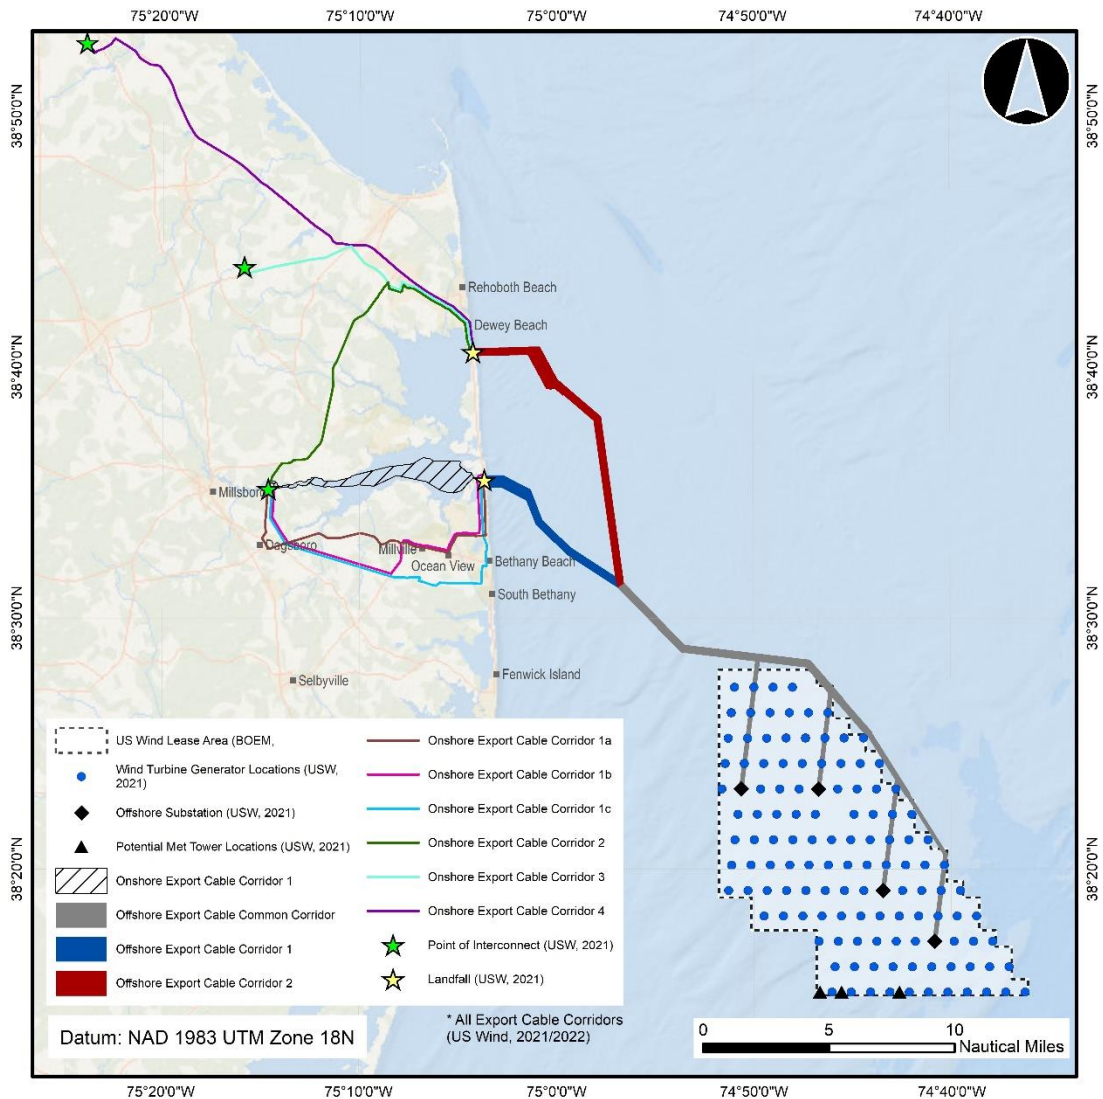 75°20'0"W 75°10'0"W 75°0'0"W 74°50'0"W 74°40'0"W
38°50'0"N
38°50'0"N
38°40'0"N
38°40'0"N
38°30'0"N
38°30'0"N
38°20'0"N
38°20'0"N
Rehoboth Beach
Dewey Beach
Millsboro
Dagsboro
Millville
Ocean View
Bethany Beach
South Bethany
Fenwick Island
Selbyville
US Wind Lease Area (BOEM,
Wind Turbine Generator Locations (USW,
2021)
Offshore Substation (USW, 2021)
Potential Met Tower Locations (USW, 2021)
Onshore Export Cable Corridor 1
Offshore Export Cable Common Corridor
Offshore Export Cable Corridor 1
Offshore Export Cable Corridor 2
Onshore Export Cable Corridor 1a
Onshore Export Cable Corridor 1b
Onshore Export Cable Corridor 1c
Onshore Export Cable Corridor 2
Onshore Export Cable Corridor 3
Onshore Export Cable Corridor 4
Point of Interconnect (USW, 2021)
Landfall (USW, 2021)
Datum: NAD 1983 UTM Zone 18N
* All Export Cable Corridors
(US Wind, 2021/2022)
0 5 10
Nautical Miles
75°20'0"W 75°10'0"W 75°0'0"W 74°50'0"W 74°40'0"W